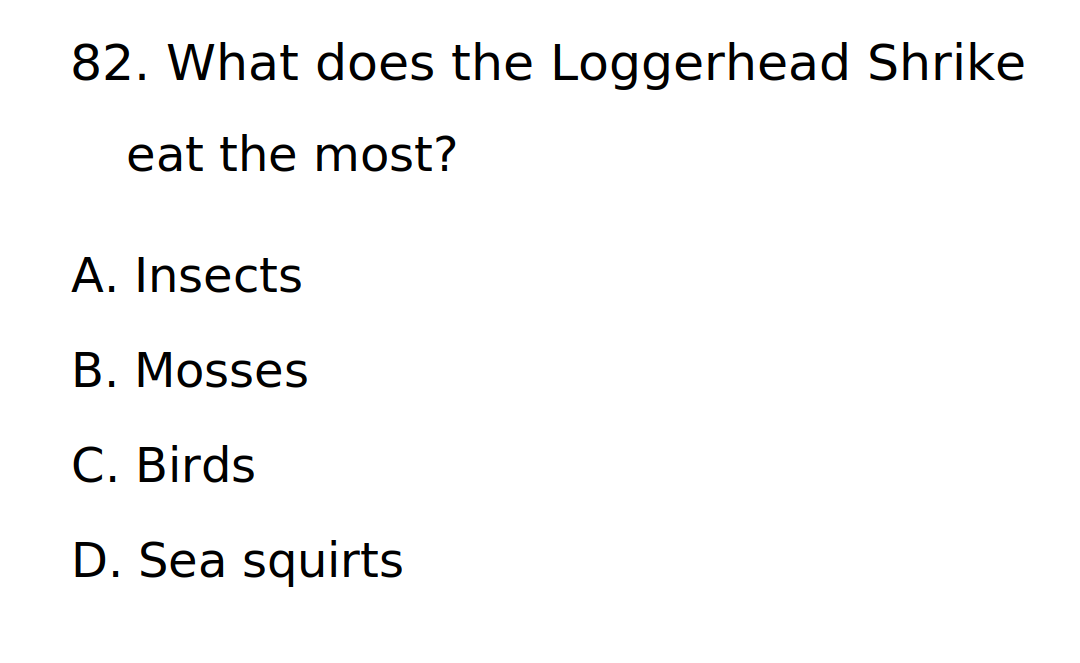 82. What does the Loggerhead Shrike
eat the most?
A. Insects
B. Mosses
C. Birds
D. Sea squirts